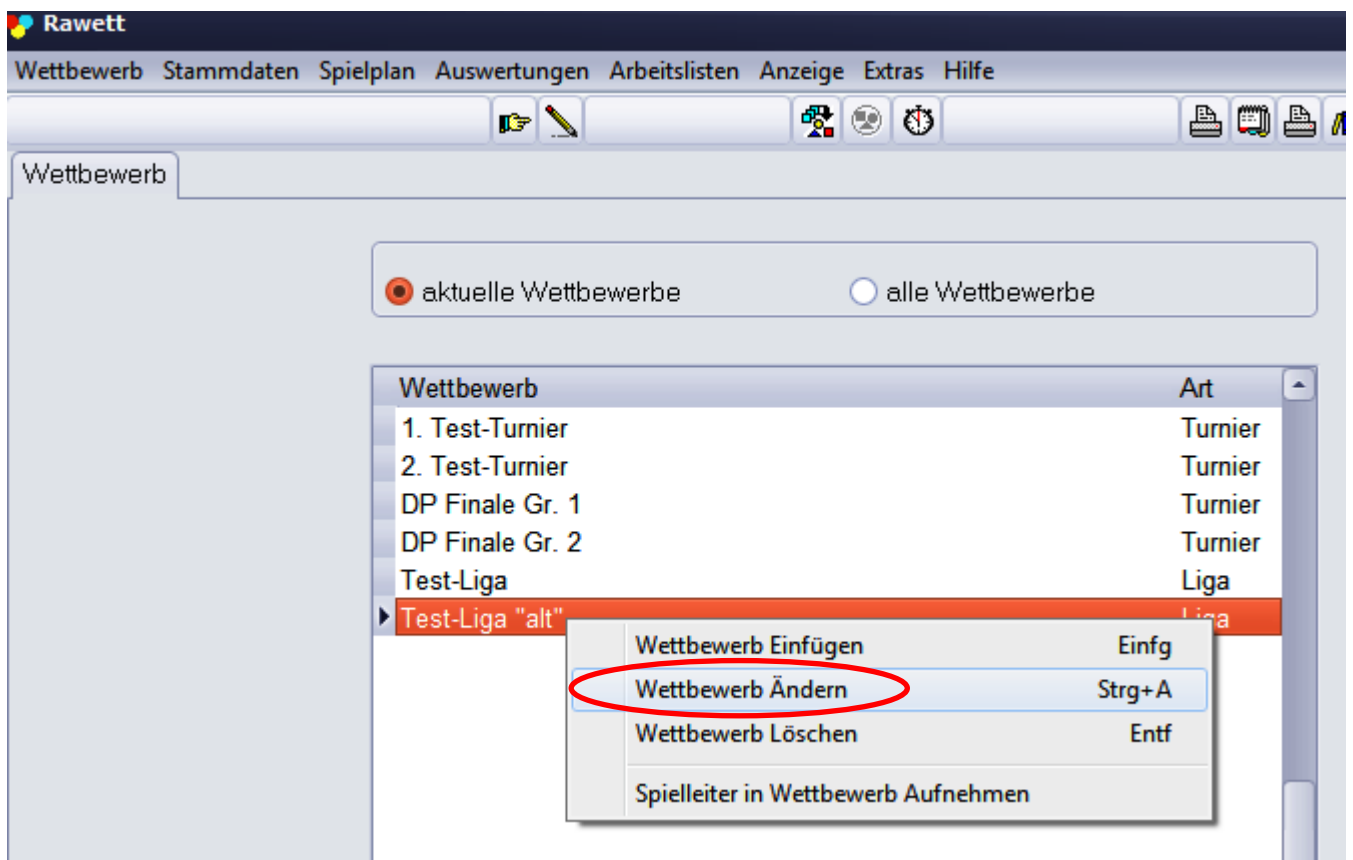 Rawett
Wettbewerb Stammdaten Spielplan Auswertungen Arbeitslisten Anzeige Extras Hilfe
Wettbewerb
aktuelle Wettbewerbe alle Wettbewerbe
Wettbewerb Art
1. Test-Turnier Turnier
2. Test-Turnier Turnier
DP Finale Gr. 1 Turnier
DP Finale Gr. 2 Turnier
Test-Liga Liga
Test-Liga "alt" Liga
Wettbewerb Einfügen Einfg
Wettbewerb Ändern Strg+A
Wettbewerb Löschen Entf
Spielleiter in Wettbewerb Aufnehmen